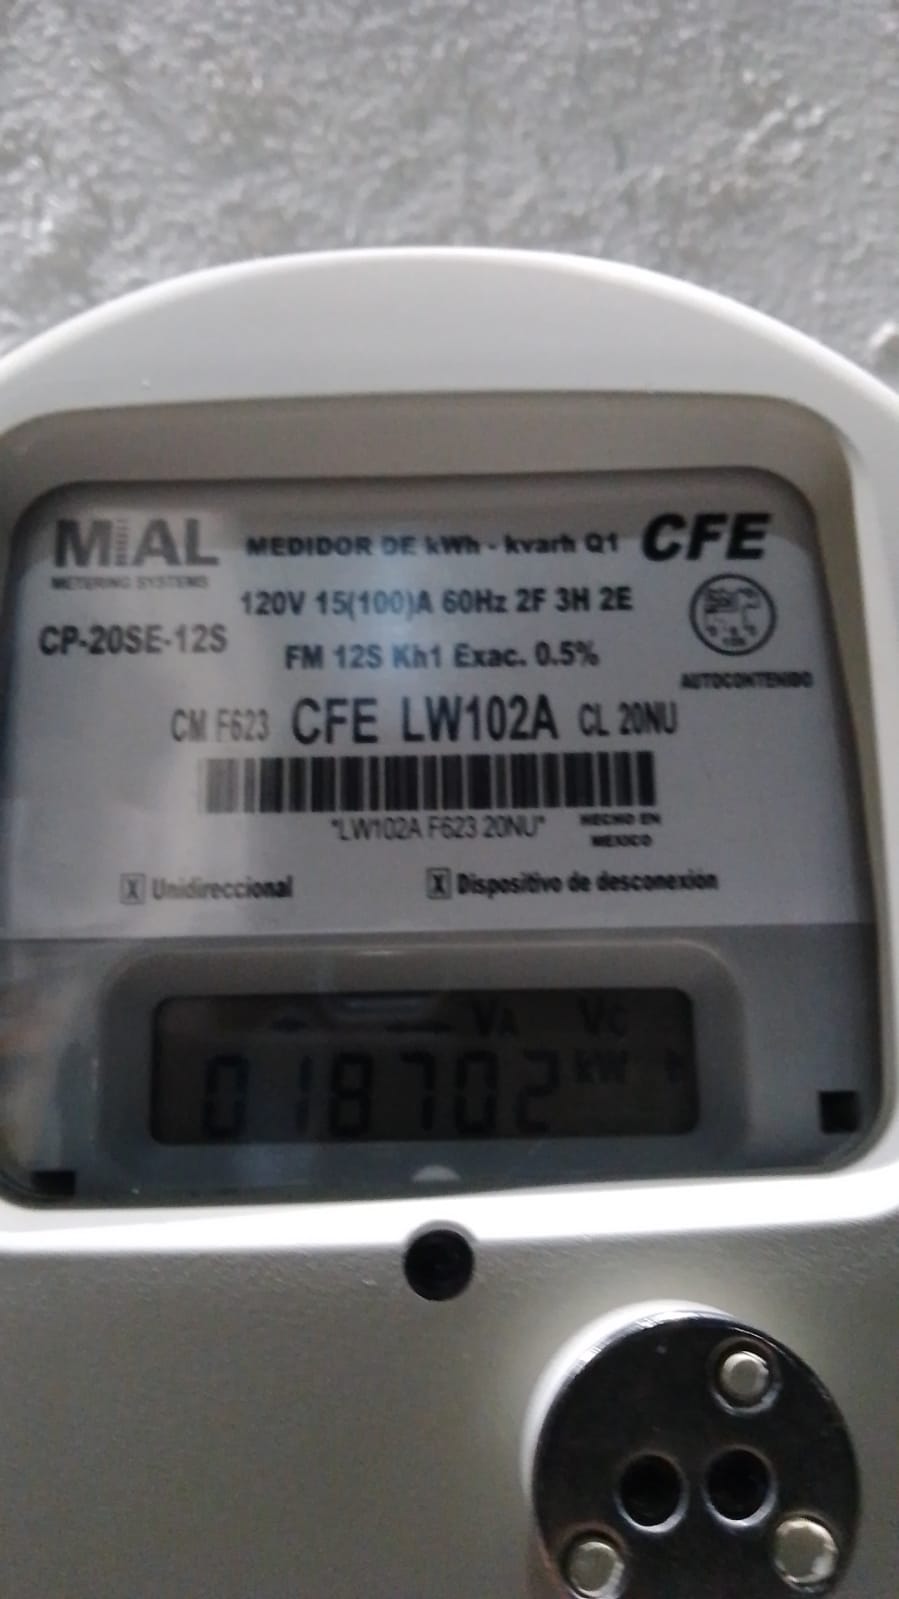 MIAL
METERING SYSTEMS
MEDIDOR DE kWh - kvarh Q1
CFE
120V 15(100)A 60Hz 2F 3H 2E
CP-20SE-12S
FM 12S Kh1 Exac. 0.5%
AUTOCONTENIDO
CM F623 CFE LW102A CL 20NU
*LW102A F623 20NU*
HECHO EN
MEXICO
X Unidireccional
X Dispositivo de desconexión
VA VC
018702 kW h